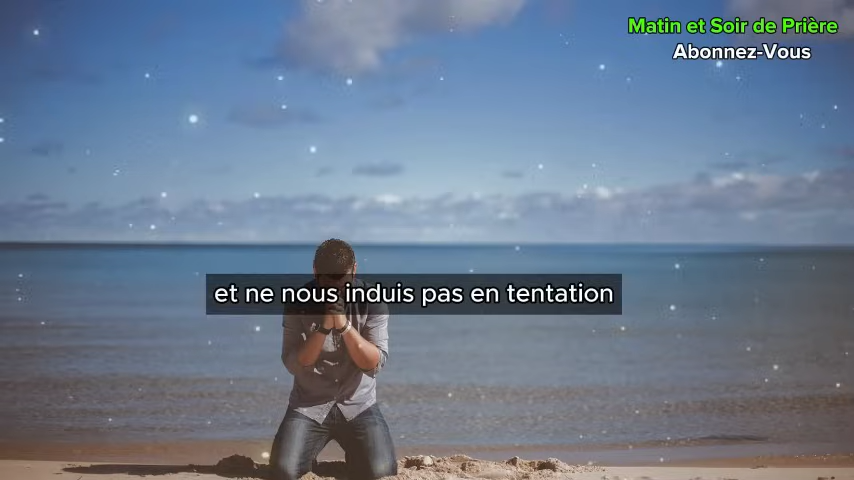 Matin et Soir de Prière
Abonnez-Vous
et ne nous induis pas en tentation